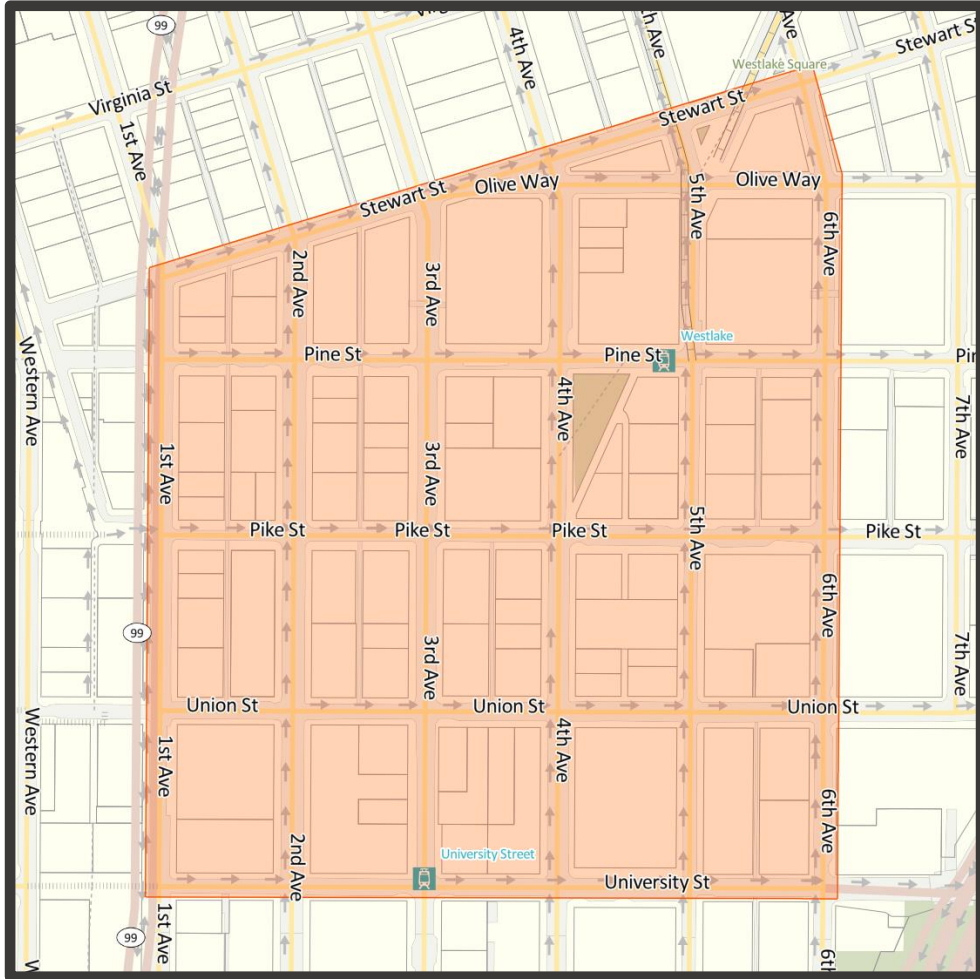 99
Virginia St
Stewart St
4th Ave
Westlake Square
Ave
1st Ave
Stewart St
Stewart St
Olive Way
Olive Way
5th Ave
6th Ave
2nd Ave
3rd Ave
Pine St
Westlake
Pine St
Western Ave
4th Ave
7th Ave
1st Ave
3rd Ave
5th Ave
Pike St
Pike St
Pike St
Pike St
6th Ave
99
3rd Ave
7th Ave
Union St
Union St
Union St
Western Ave
1st Ave
4th Ave
6th Ave
2nd Ave
University Street
University St
1st Ave
99